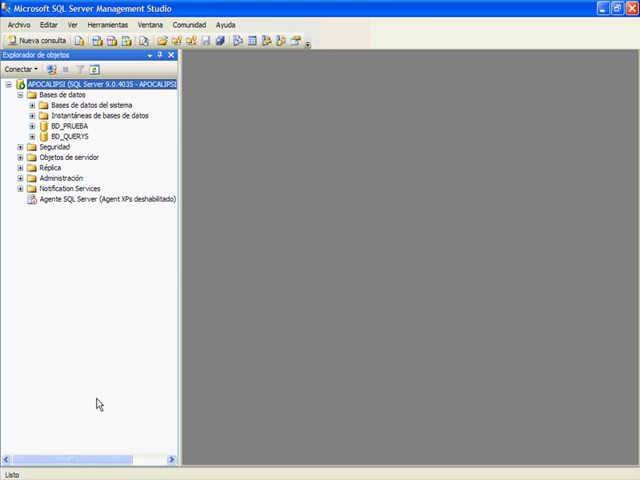 Microsoft SQL Server Management Studio
Archivo Editar Ver Herramientas Ventana Comunidad Ayuda
Nueva consulta
Explorador de objetos
Conectar
APOCALIPSI (SQL Server 9.0.4035 - APOCALIPSI
Bases de datos
Bases de datos del sistema
Instantáneas de bases de datos
BD_PRUEBA
BD_QUERYS
Seguridad
Objetos de servidor
Réplica
Administración
Notification Services
Agente SQL Server (Agent XPs deshabilitado)
Listo